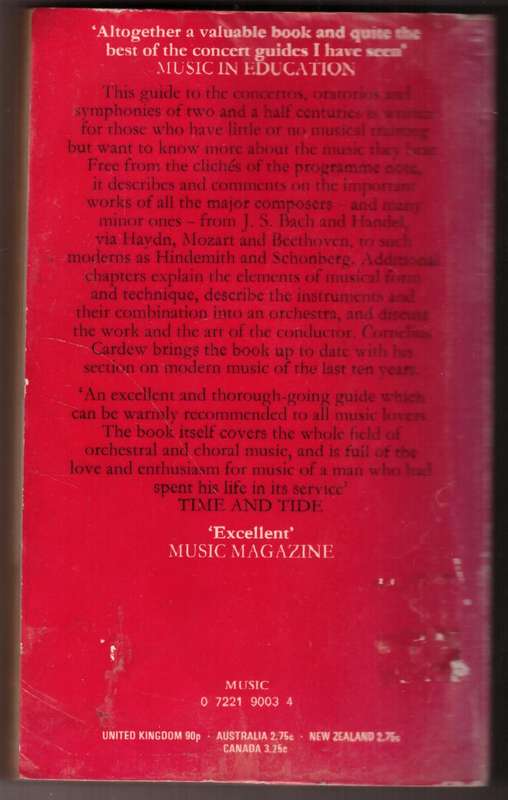 ‘Altogether a valuable book and quite the
best of the concert guides I have seen’
MUSIC IN EDUCATION
This guide to the concertos, oratorios and
symphonies of two and a half centuries is
for those who have little or no musical training
but want to know more about the music they hear.
Free from the clichés of the programme note,
it describes and comments on the important
works of all the major composers – and many
minor ones – from J. S. Bach and Handel,
via Haydn, Mozart and Beethoven, to such
moderns as Hindemith and Schonberg. Additional
chapters explain the elements of musical form
and technique, describe the instruments and
their combination into an orchestra, and discuss
the work and the art of the conductor. Cornelius
Cardew brings the book up to date with his
section on modern music of the last ten years.
‘An excellent and thorough-going guide which
can be warmly recommended to all music lovers.
The book itself covers the whole field of
orchestral and choral music, and is full of the
love and enthusiasm for music of a man who had
spent his life in its service’
TIME AND TIDE
‘Excellent’
MUSIC MAGAZINE
MUSIC
0 7221 9003 4
UNITED KINGDOM 90p · AUSTRALIA 2.75c · NEW ZEALAND 2.75c
CANADA 3.75c